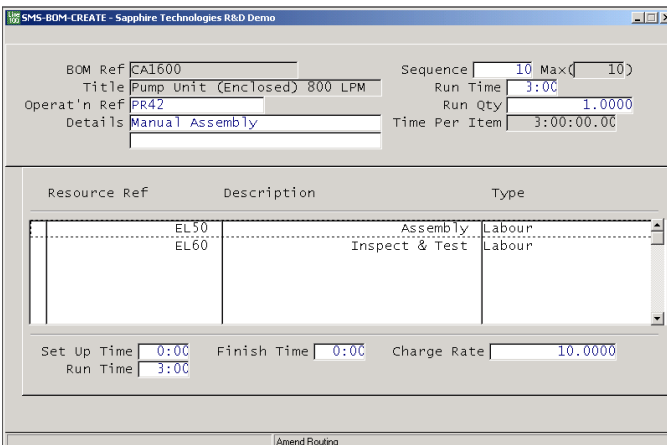 Line 100 SMS-BOM-CREATE - Sapphire Technologies R&D Demo
BOM Ref CA1600 Sequence 10 Max( 10)
Title Pump Unit (Enclosed) 800 LPM Run Time 3:00
Operat'n Ref PR42 Run Qty 1.0000
Details Manual Assembly Time Per Item 3:00:00.00
Resource Ref Description Type
EL50 Assembly Labour
EL60 Inspect & Test Labour
Set Up Time 0:00 Finish Time 0:00 Charge Rate 10.0000
Run Time 3:00
Amend Routing